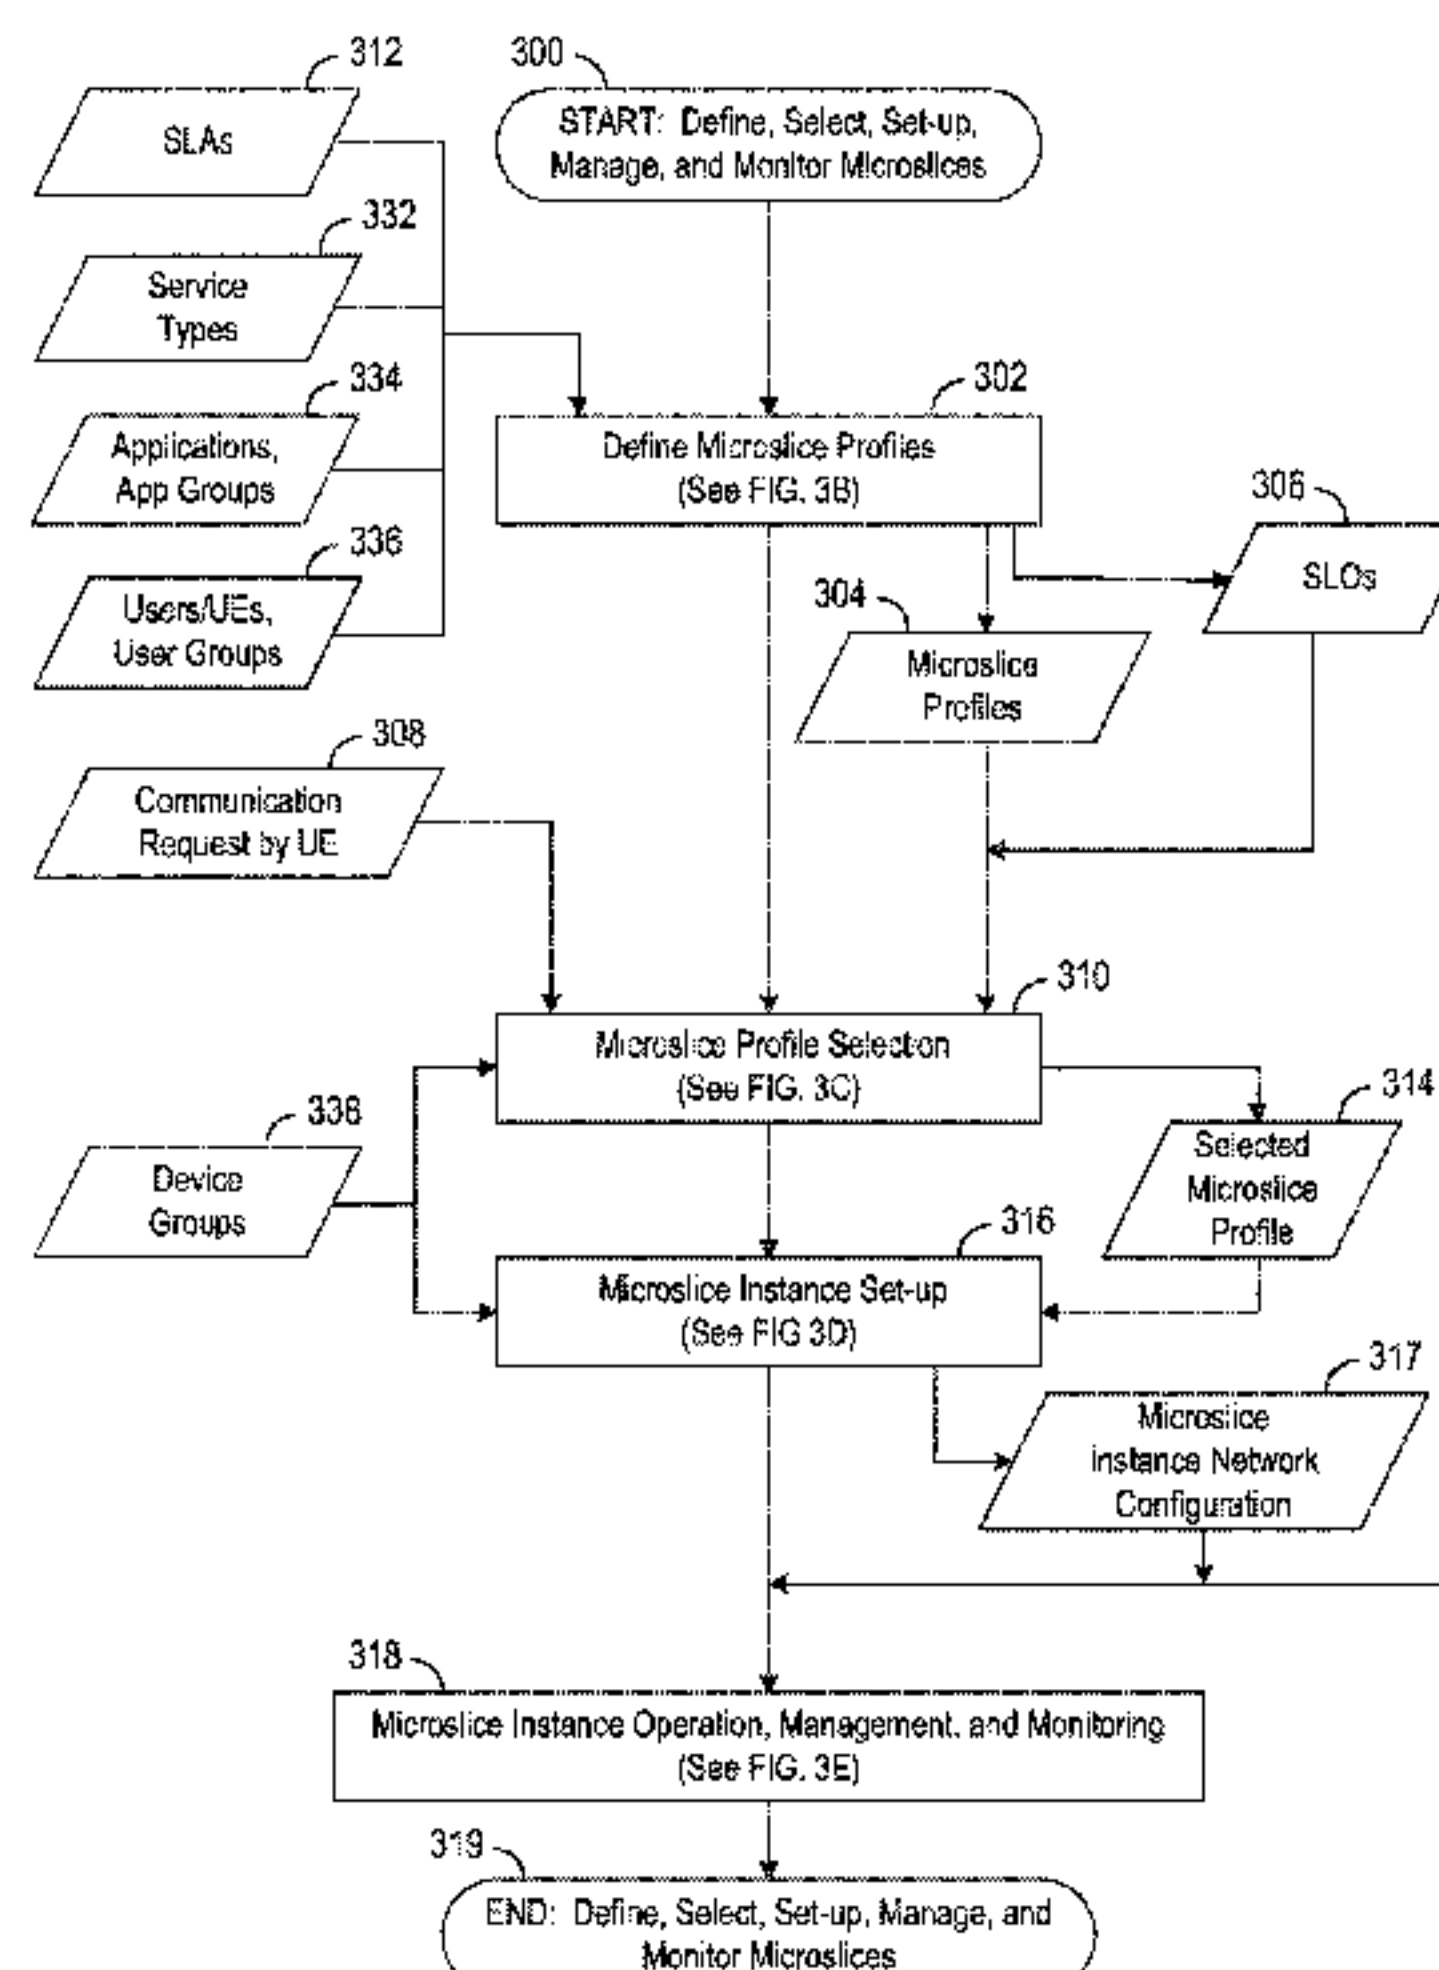 312
SLAs
300
START: Define, Select, Set-up,
Manage, and Monitor Microslices
332
Service
Types
334
Applications,
App Groups
302
Define Microslice Profiles
(See FIG. 3B)
306
SLOs
336
Users/UEs,
User Groups
304
Microslice
Profiles
308
Communication
Request by UE
310
Microslice Profile Selection
(See FIG. 3C)
338
Device
Groups
314
Selected
Microslice
Profile
316
Microslice Instance Set-up
(See FIG 3D)
317
Microslice
Instance Network
Configuration
318
Microslice Instance Operation, Management, and Monitoring
(See FIG. 3E)
319
END: Define, Select, Set-up, Manage, and
Monitor Microslices